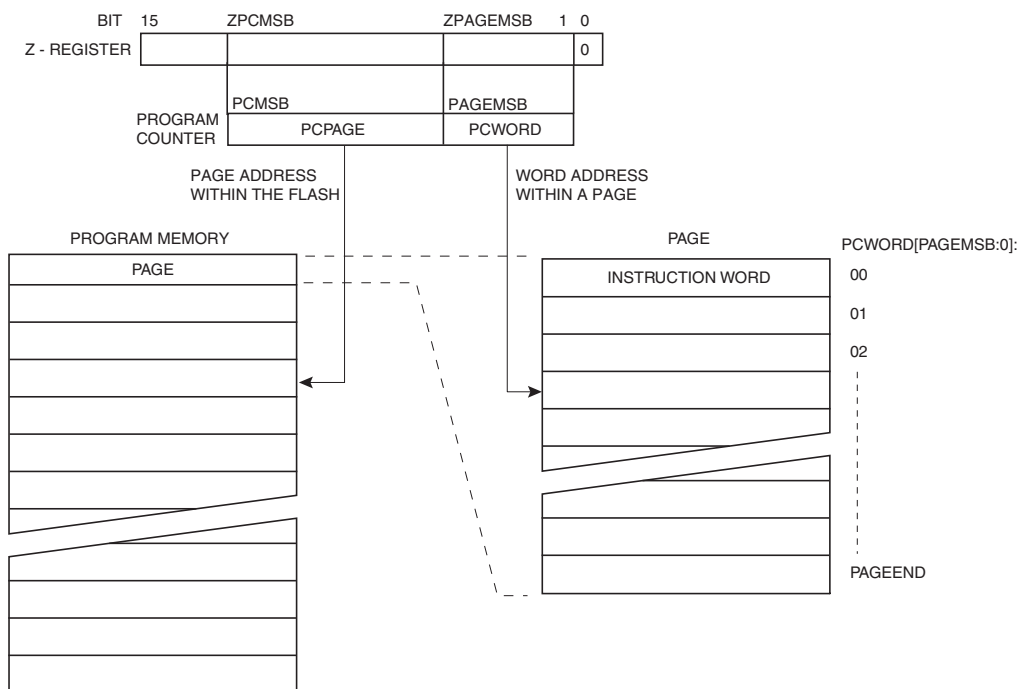 BIT 15 ZPCMSB ZPAGEMSB 1 0
Z - REGISTER 0
PCMSB PAGEMSB
PROGRAM
COUNTER
PCPAGE PCWORD
PAGE ADDRESS
WITHIN THE FLASH
WORD ADDRESS
WITHIN A PAGE
PROGRAM MEMORY
PAGE
PAGE
PCWORD[PAGEMSB:0]:
INSTRUCTION WORD
00
01
02
PAGEEND